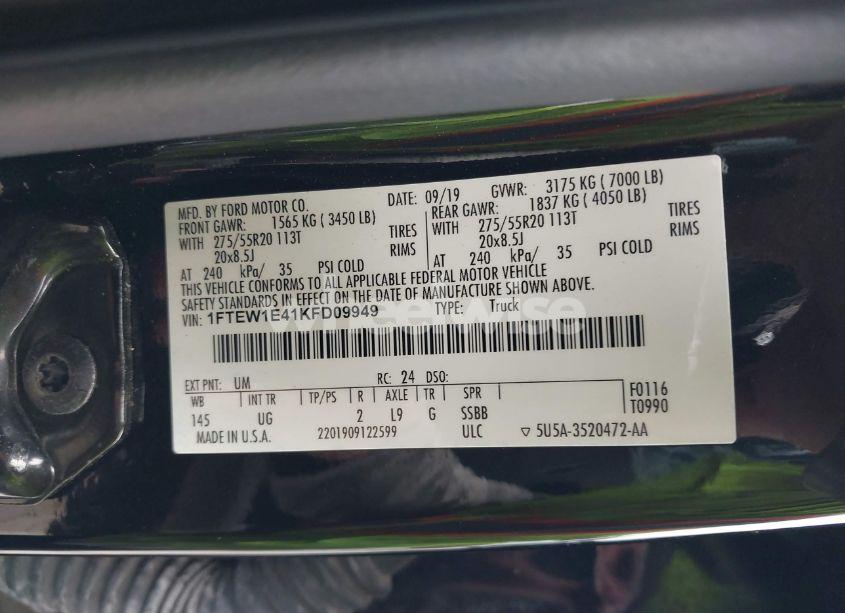 MFD. BY FORD MOTOR CO. DATE: 09/19 GVWR: 3175 KG ( 7000 LB)
FRONT GAWR: 1565 KG ( 3450 LB) REAR GAWR: 1837 KG ( 4050 LB)
WITH 275/55R20 113T TIRES WITH 275/55R20 113T TIRES
20x8.5J RIMS 20x8.5J RIMS
AT 240 kPa/ 35 PSI COLD AT 240 kPa/ 35 PSI COLD
THIS VEHICLE CONFORMS TO ALL APPLICABLE FEDERAL MOTOR VEHICLE
SAFETY STANDARDS IN EFFECT ON THE DATE OF MANUFACTURE SHOWN ABOVE.
VIN: 1FTEW1E41KFD09949 TYPE: Truck
wheelwise
EXT PNT: UM RC: 24 DSO:
WB INT TR TP/PS R AXLE TR SPR F0116
145 UG 2 L9 G SSBB T0990
MADE IN U.S.A. 2201909122599 ULC ▽ 5U5A-3520472-AA